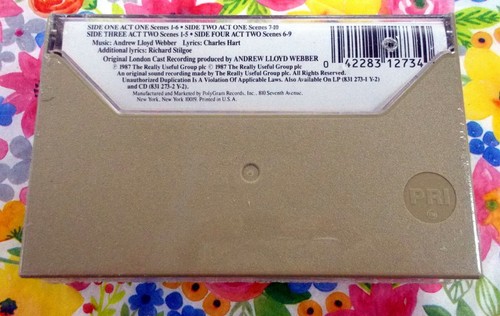 SIDE ONE ACT ONE Scenes 1-6 • SIDE TWO ACT ONE Scenes 7-10
SIDE THREE ACT TWO Scenes 1-5 • SIDE FOUR ACT TWO Scenes 6-9
Music: Andrew Lloyd Webber Lyrics: Charles Hart
Additional lyrics: Richard Stilgoe
Original London Cast Recording produced by ANDREW LLOYD WEBBER
℗ 1987 The Really Useful Group plc © 1987 The Really Useful Group plc
An original sound recording made by The Really Useful Group plc. All Rights Reserved.
Unauthorized Duplication Is A Violation Of Applicable Laws. Also Available On LP (831 273-1 Y-2)
and CD (831 273-2 Y-2).
Manufactured and Marketed by PolyGram Records, Inc., 810 Seventh Avenue,
New York, New York 10019. Printed in U.S.A.
0 42283 12734
PRI